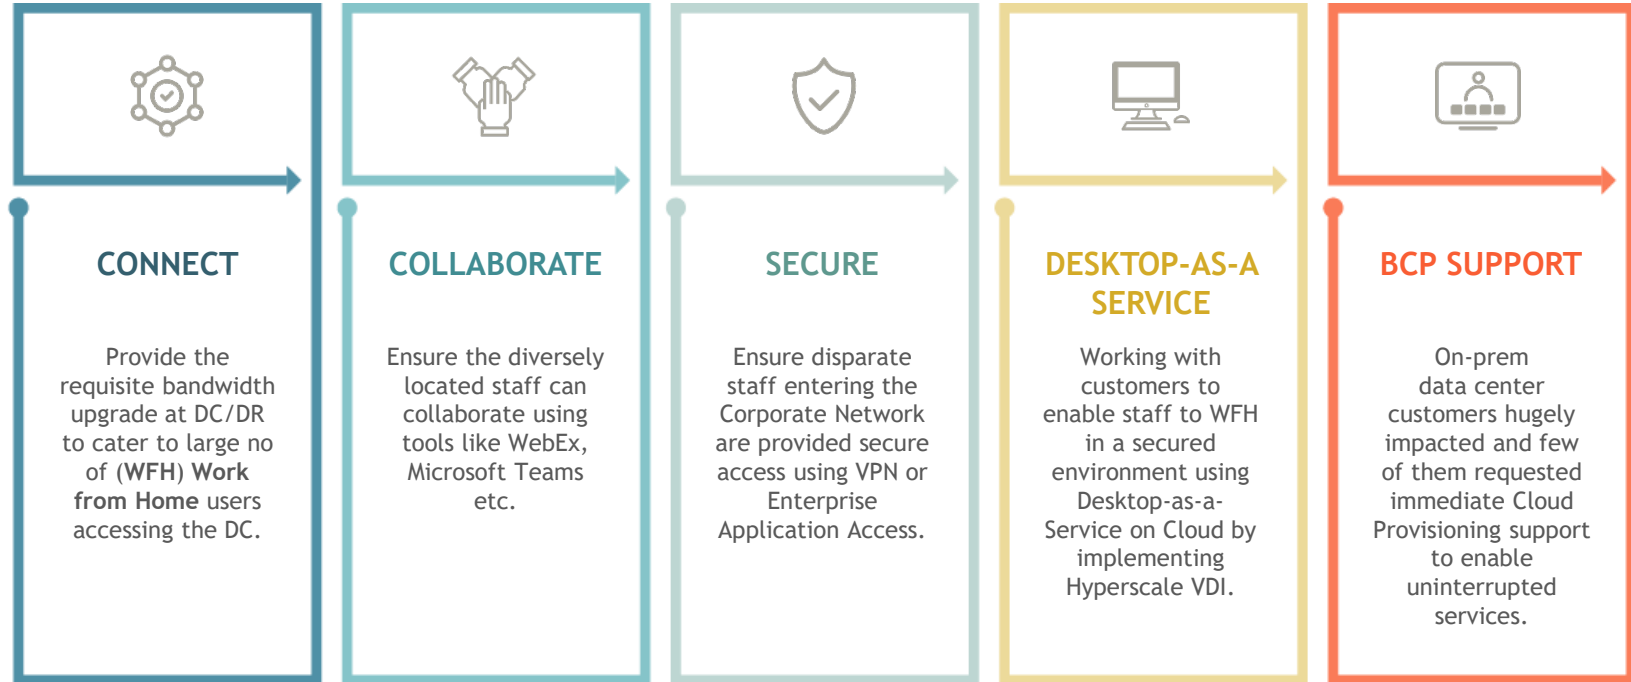 CONNECT
Provide the
requisite bandwidth
upgrade at DC/DR
to cater to large no
of (WFH) Work
from Home users
accessing the DC.
COLLABORATE
Ensure the diversely
located staff can
collaborate using
tools like WebEx,
Microsoft Teams
etc.
SECURE
Ensure disparate
staff entering the
Corporate Network
are provided secure
access using VPN or
Enterprise
Application Access.
DESKTOP-AS-A
SERVICE
Working with
customers to
enable staff to WFH
in a secured
environment using
Desktop-as-a-
Service on Cloud by
implementing
Hyperscale VDI.
BCP SUPPORT
On-prem
data center
customers hugely
impacted and few
of them requested
immediate Cloud
Provisioning support
to enable
uninterrupted
services.